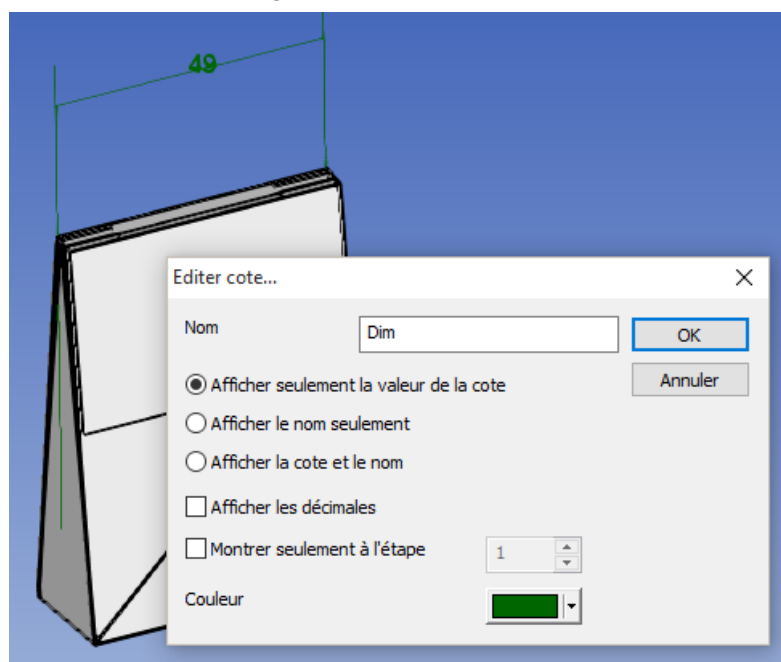 49
Editer cote...
Nom Dim OK
Afficher seulement la valeur de la cote Annuler
Afficher le nom seulement
Afficher la cote et le nom
Afficher les décimales
Montrer seulement à l'étape 1
Couleur